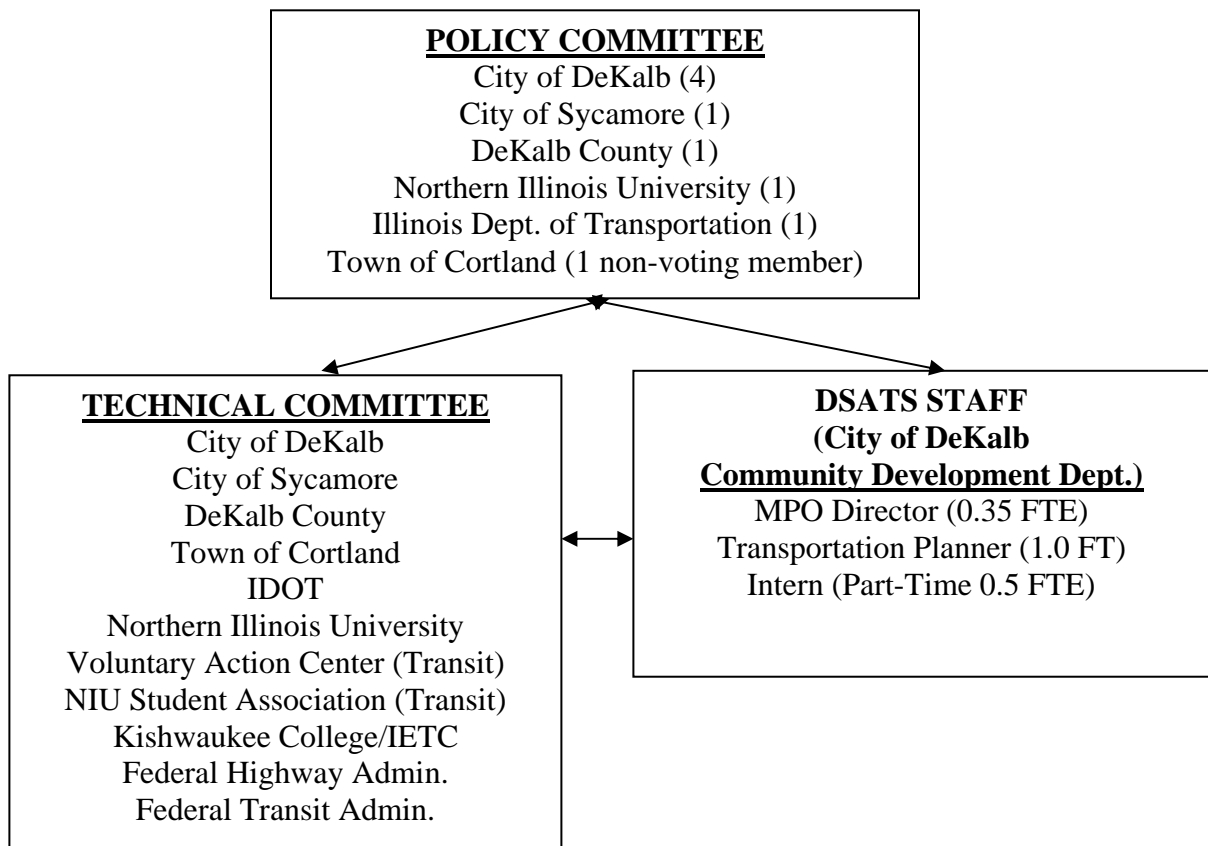 POLICY COMMITTEE
City of DeKalb (4)
City of Sycamore (1)
DeKalb County (1)
Northern Illinois University (1)
Illinois Dept. of Transportation (1)
Town of Cortland (1 non-voting member)
TECHNICAL COMMITTEE
City of DeKalb
City of Sycamore
DeKalb County
Town of Cortland
IDOT
Northern Illinois University
Voluntary Action Center (Transit)
NIU Student Association (Transit)
Kishwaukee College/IETC
Federal Highway Admin.
Federal Transit Admin.
DSATS STAFF
(City of DeKalb
Community Development Dept.)
MPO Director (0.35 FTE)
Transportation Planner (1.0 FT)
Intern (Part-Time 0.5 FTE)